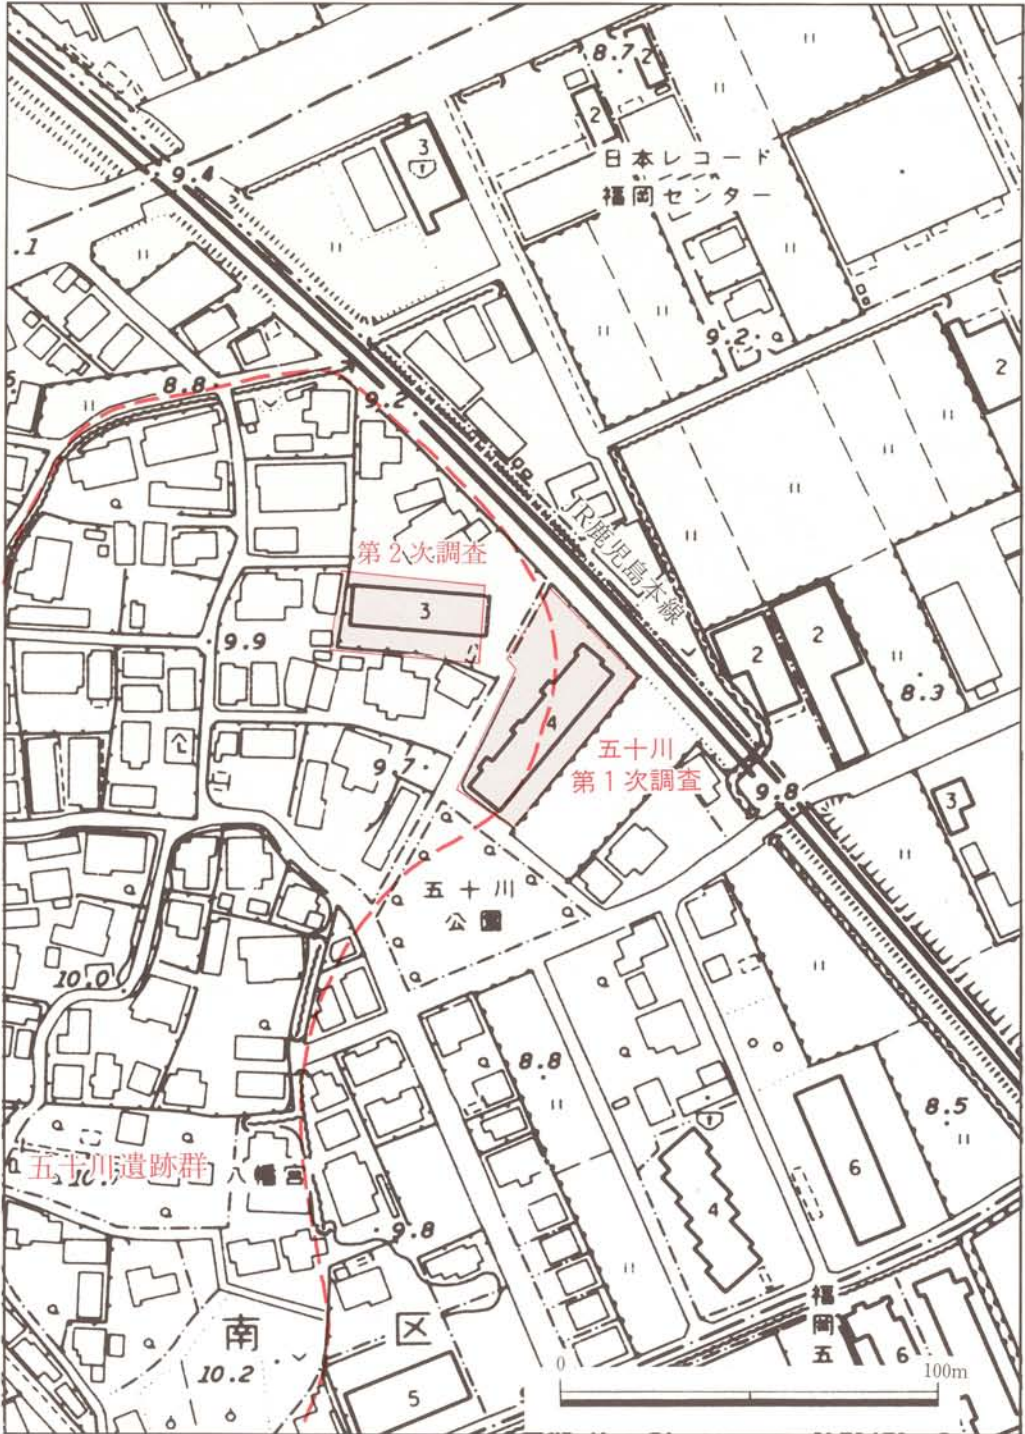 8.7
2
2
3
日本レコード
福岡センター
9.4
.1
9.2
2
8.8
9.2
JR鹿児島本線
第2次調査
3
9.9
2
2
8.3
4
五十川
第1次調査
9.7
9.8
3
五十川
公園
10.0
8.8
8.5
五十川遺跡群
八幡宮
6
4
9.8
南区
福岡五
10.2
6
5
0
100m